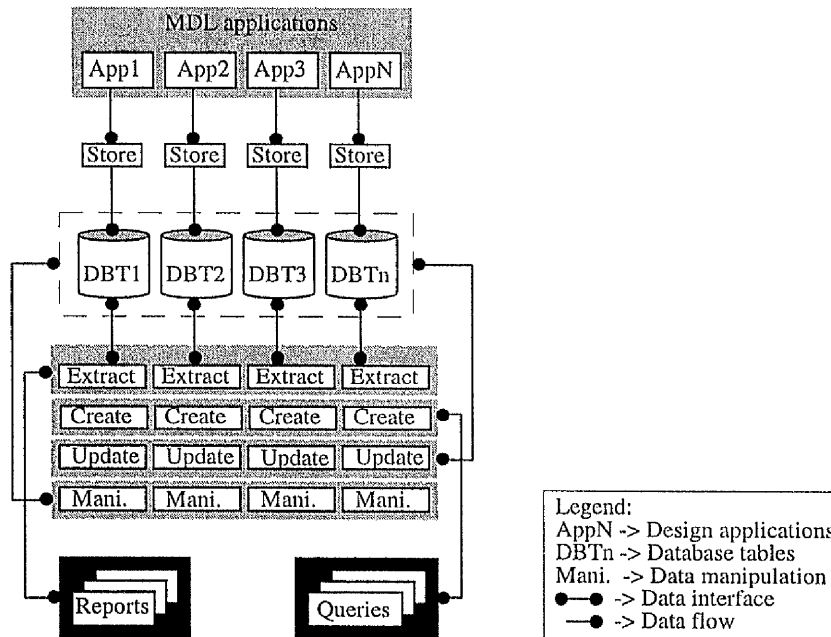 MDL applications
App1 App2 App3 AppN
Store Store Store Store
DBT1 DBT2 DBT3 DBTn
Extract Extract Extract Extract
Create Create Create Create
Update Update Update Update
Mani. Mani. Mani. Mani.
Reports Queries
Legend:
AppN -> Design applications
DBTn -> Database tables
Mani. -> Data manipulation
-> Data interface
-> Data flow